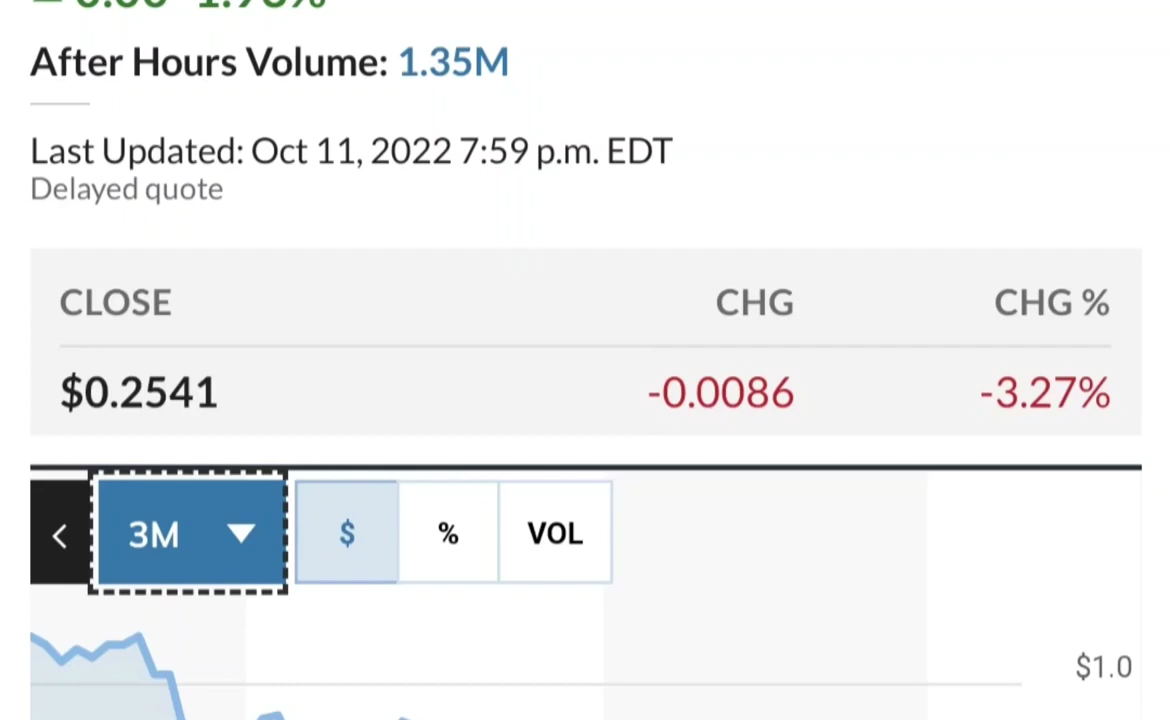 After Hours Volume: 1.35M
Last Updated: Oct 11, 2022 7:59 p.m. EDT
Delayed quote
CLOSE CHG CHG %
$0.2541 -0.0086 -3.27%
3M $ % VOL
$1.0